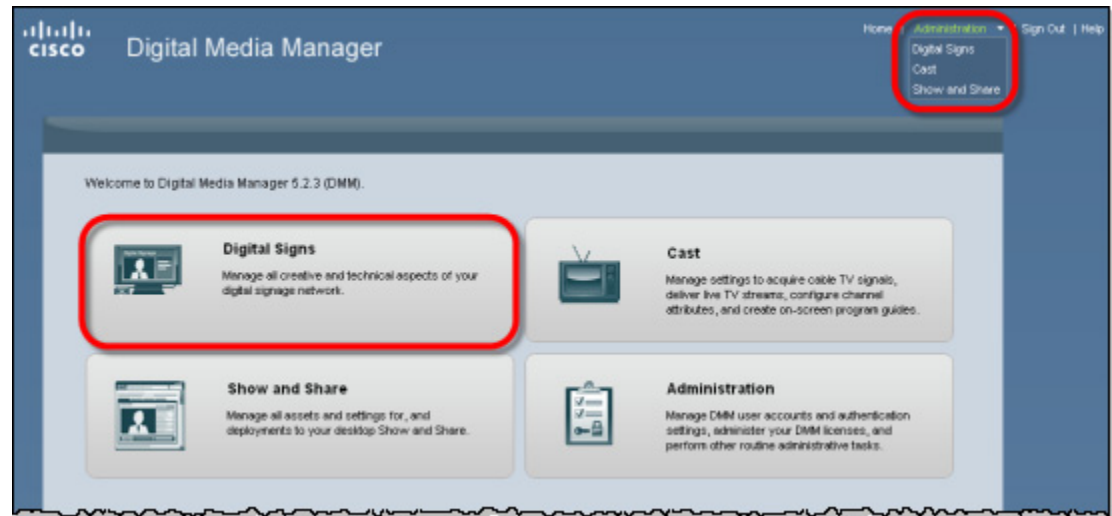 Home | Administration ▼ | Sign Out | Help
CISCO
Digital Media Manager
Digital Signs
Cast
Show and Share
Welcome to Digital Media Manager 5.2.3 (DMM).
Digital Signs
Manage all creative and technical aspects of your
digital signage network.
Cast
Manage settings to acquire cable TV signals,
deliver live TV streams, configure channel
attributes, and create on-screen program guides.
Show and Share
Manage all assets and settings for, and
deployments to your desktop Show and Share.
Administration
Manage DMM user accounts and authentication
settings, administer your DMM licenses, and
perform other routine administrative tasks.